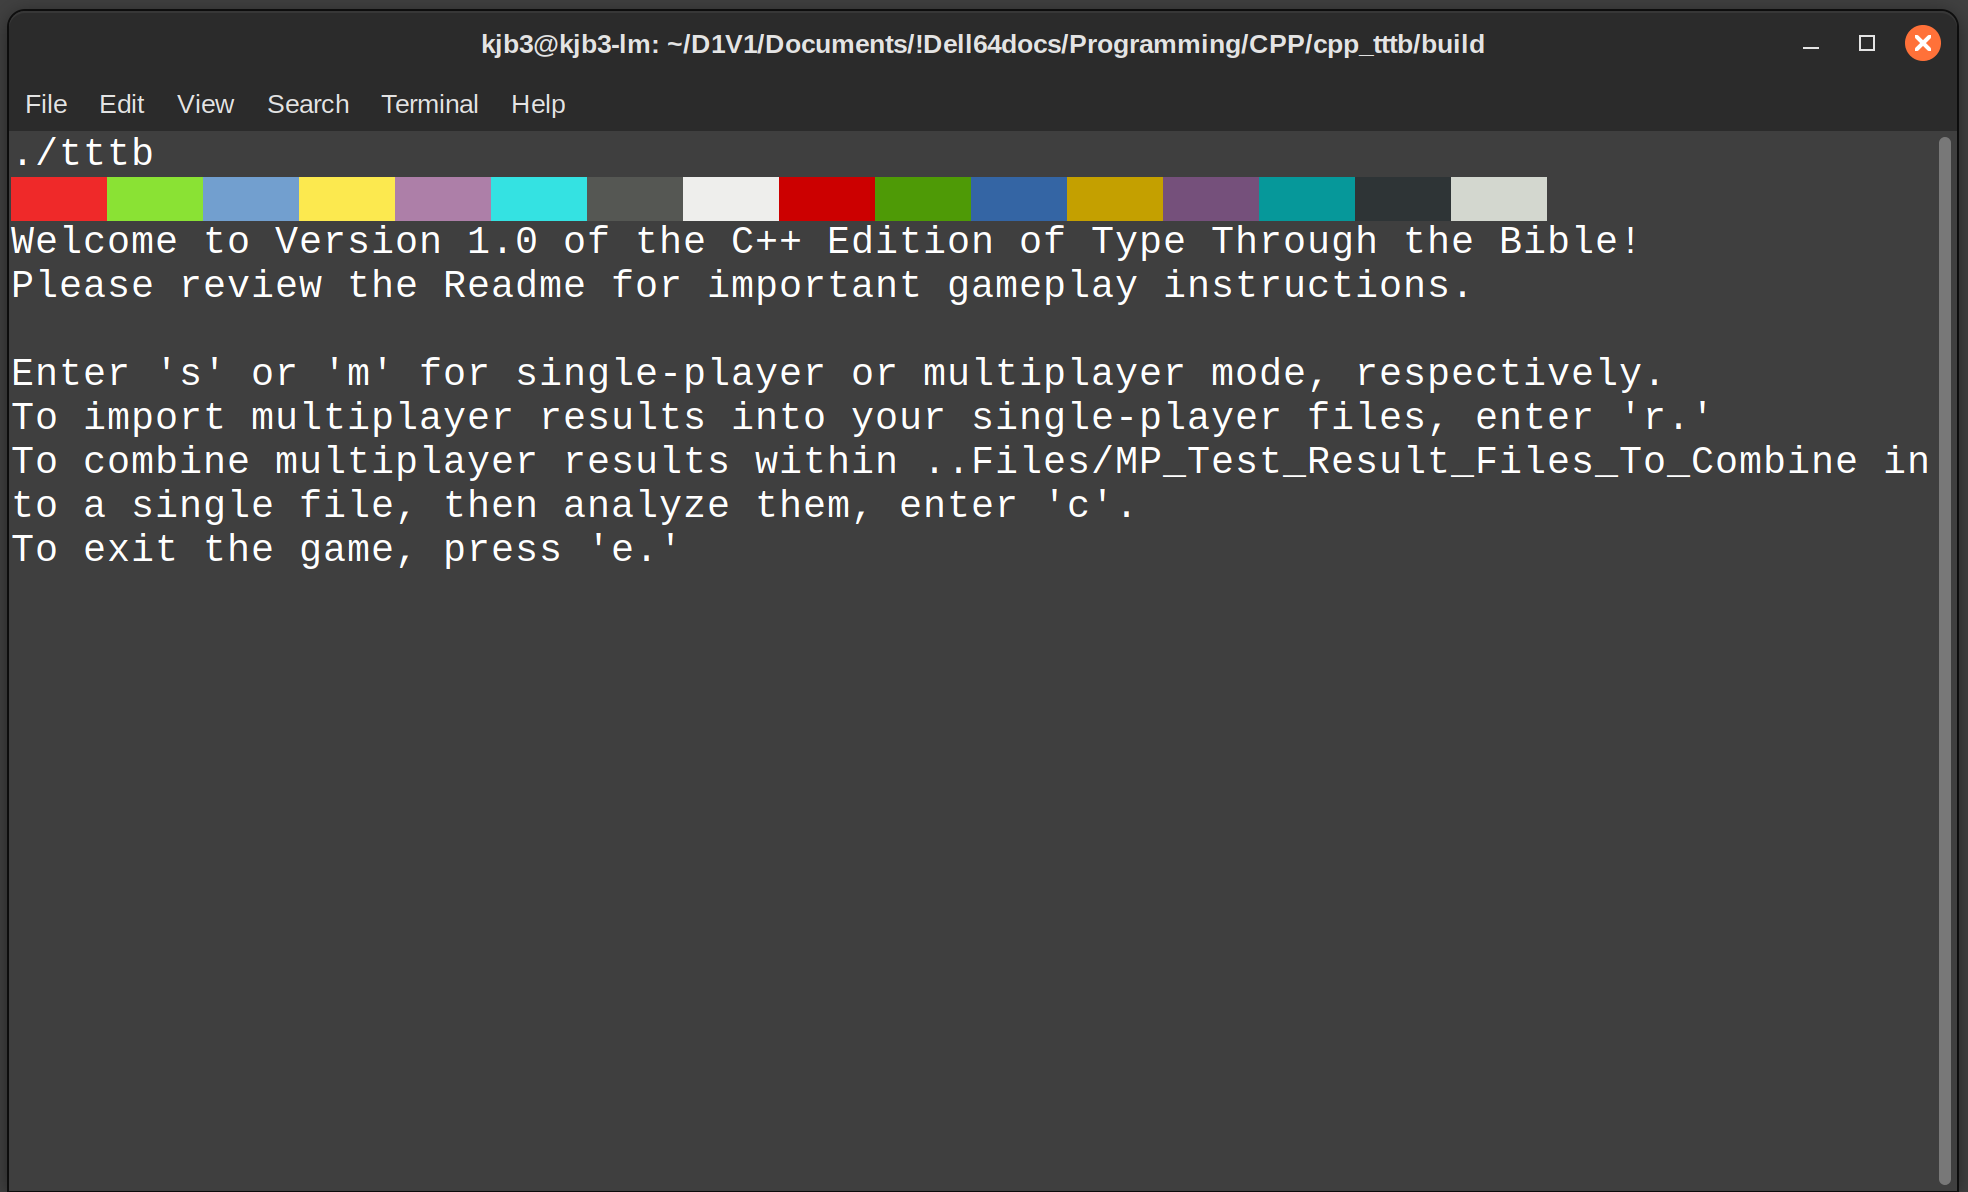 kjb3@kjb3-lm: ~/D1V1/Documents/!Dell64docs/Programming/CPP/cpp_tttb/build
File Edit View Search Terminal Help
./tttb
Welcome to Version 1.0 of the C++ Edition of Type Through the Bible!
Please review the Readme for important gameplay instructions.
Enter 's' or 'm' for single-player or multiplayer mode, respectively.
To import multiplayer results into your single-player files, enter 'r.'
To combine multiplayer results within ..Files/MP_Test_Result_Files_To_Combine in
to a single file, then analyze them, enter 'c'.
To exit the game, press 'e.'